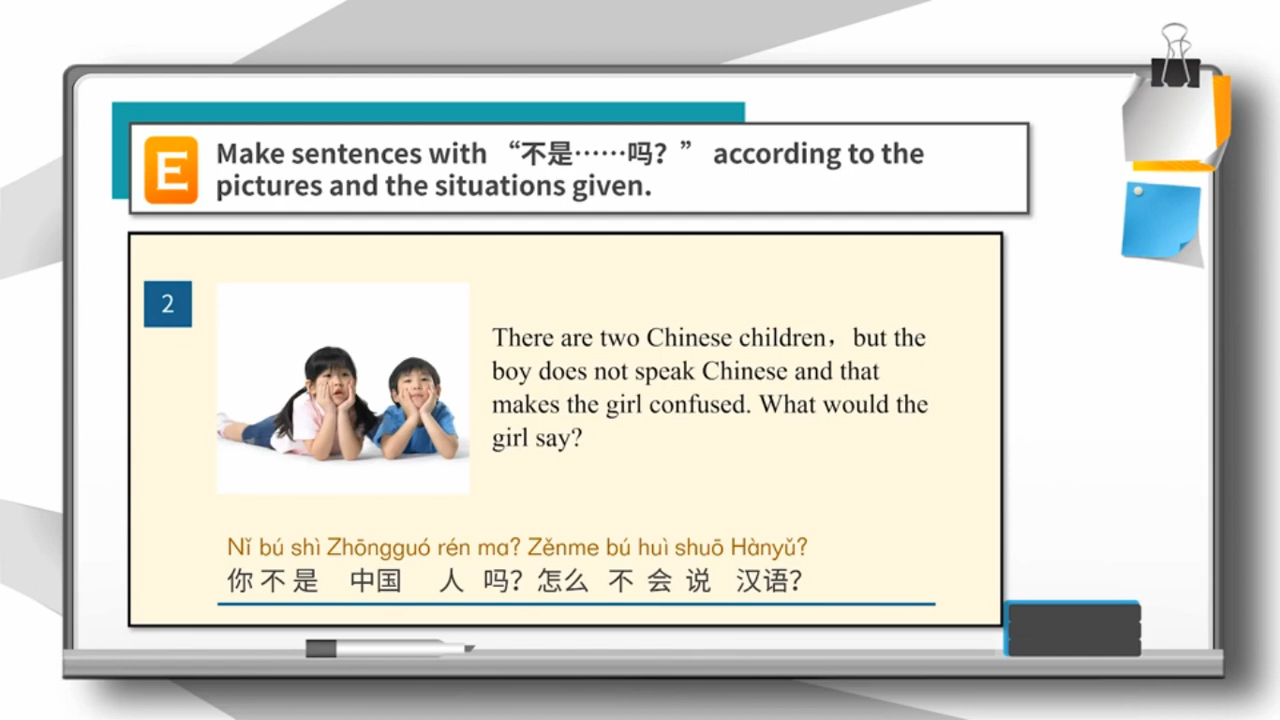 E
Make sentences with “不是……吗？” according to the
pictures and the situations given.
2
There are two Chinese children，but the
boy does not speak Chinese and that
makes the girl confused. What would the
girl say?
Nǐ bú shì Zhōngguó rén ma? Zěnme bú huì shuō Hànyǔ?
你 不 是 中国 人 吗？怎么 不 会 说 汉语？